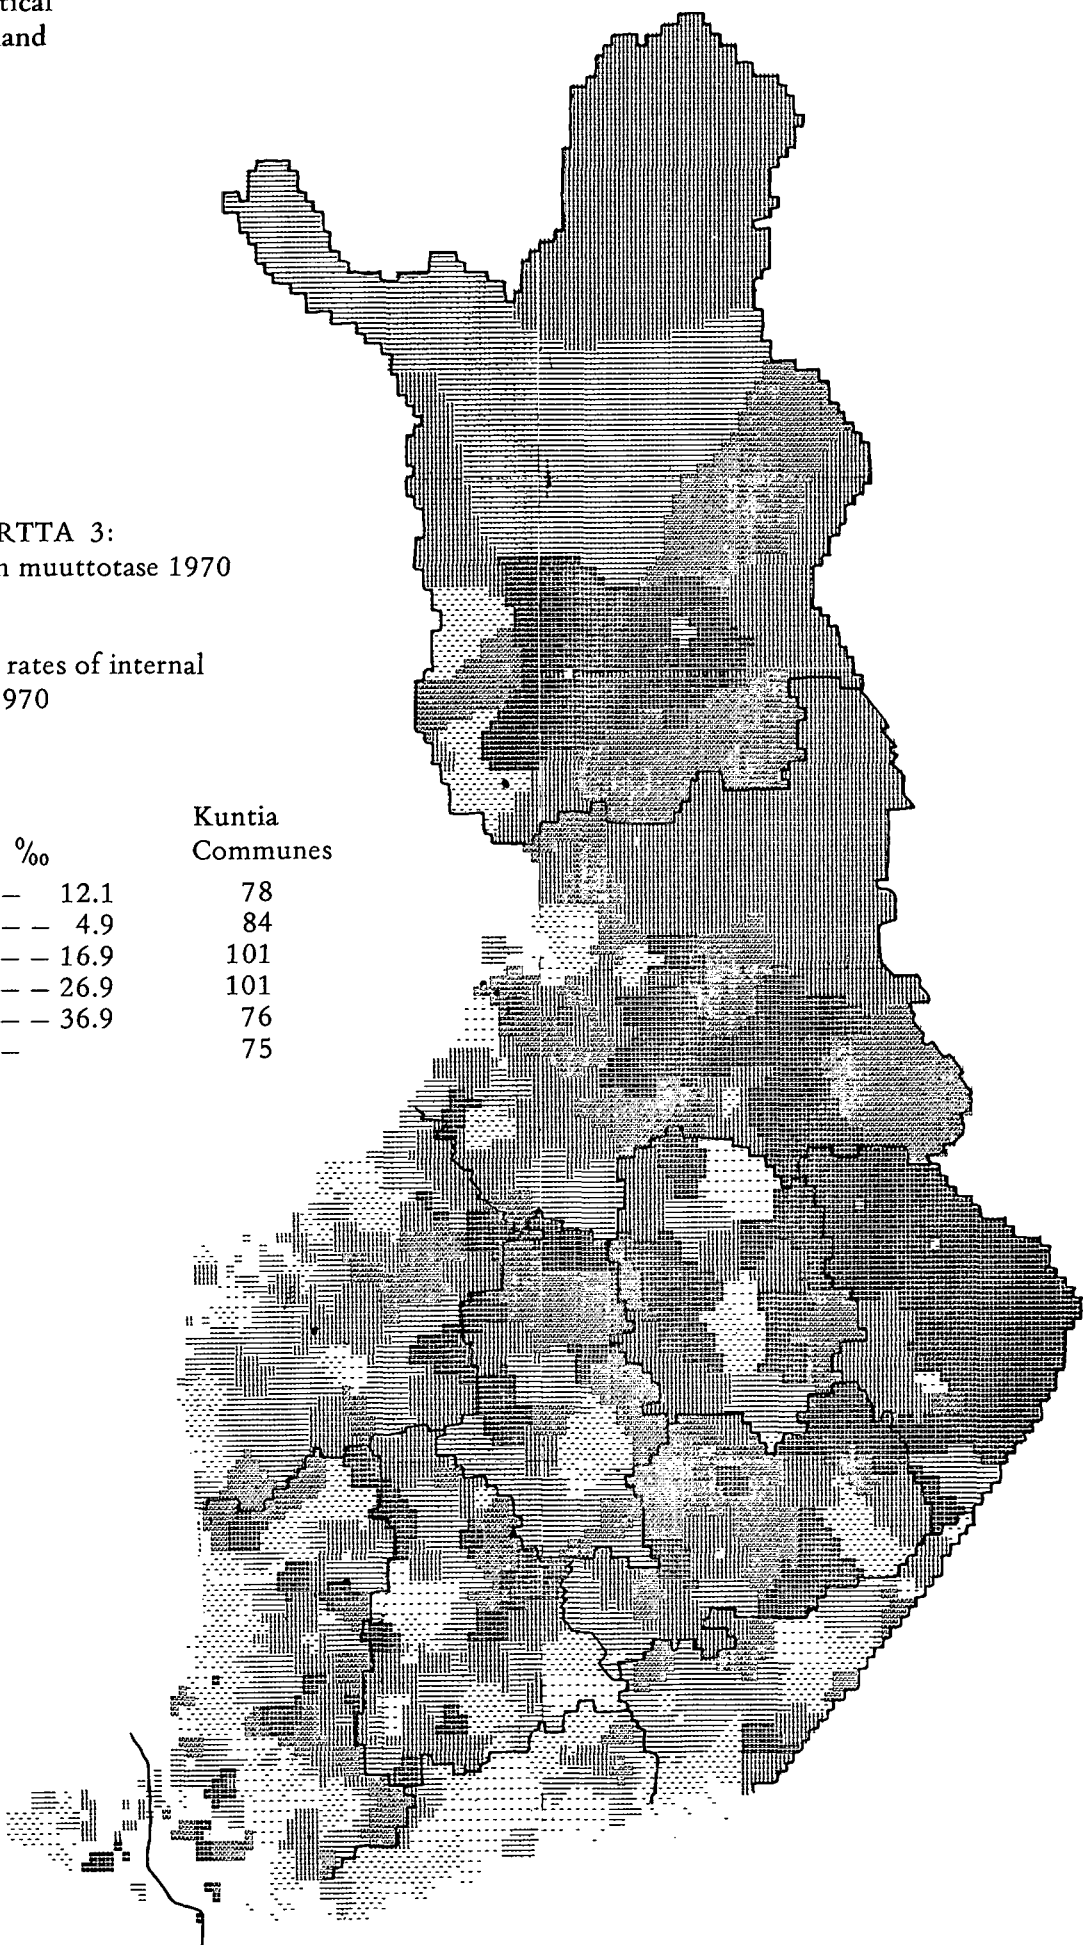 tical
and
RTTA 3:
n muuttotase 1970
rates of internal
970
Kuntia
‰ Communes
– 12.1 78
– – 4.9 84
– – 16.9 101
– – 26.9 101
– – 36.9 76
– 75